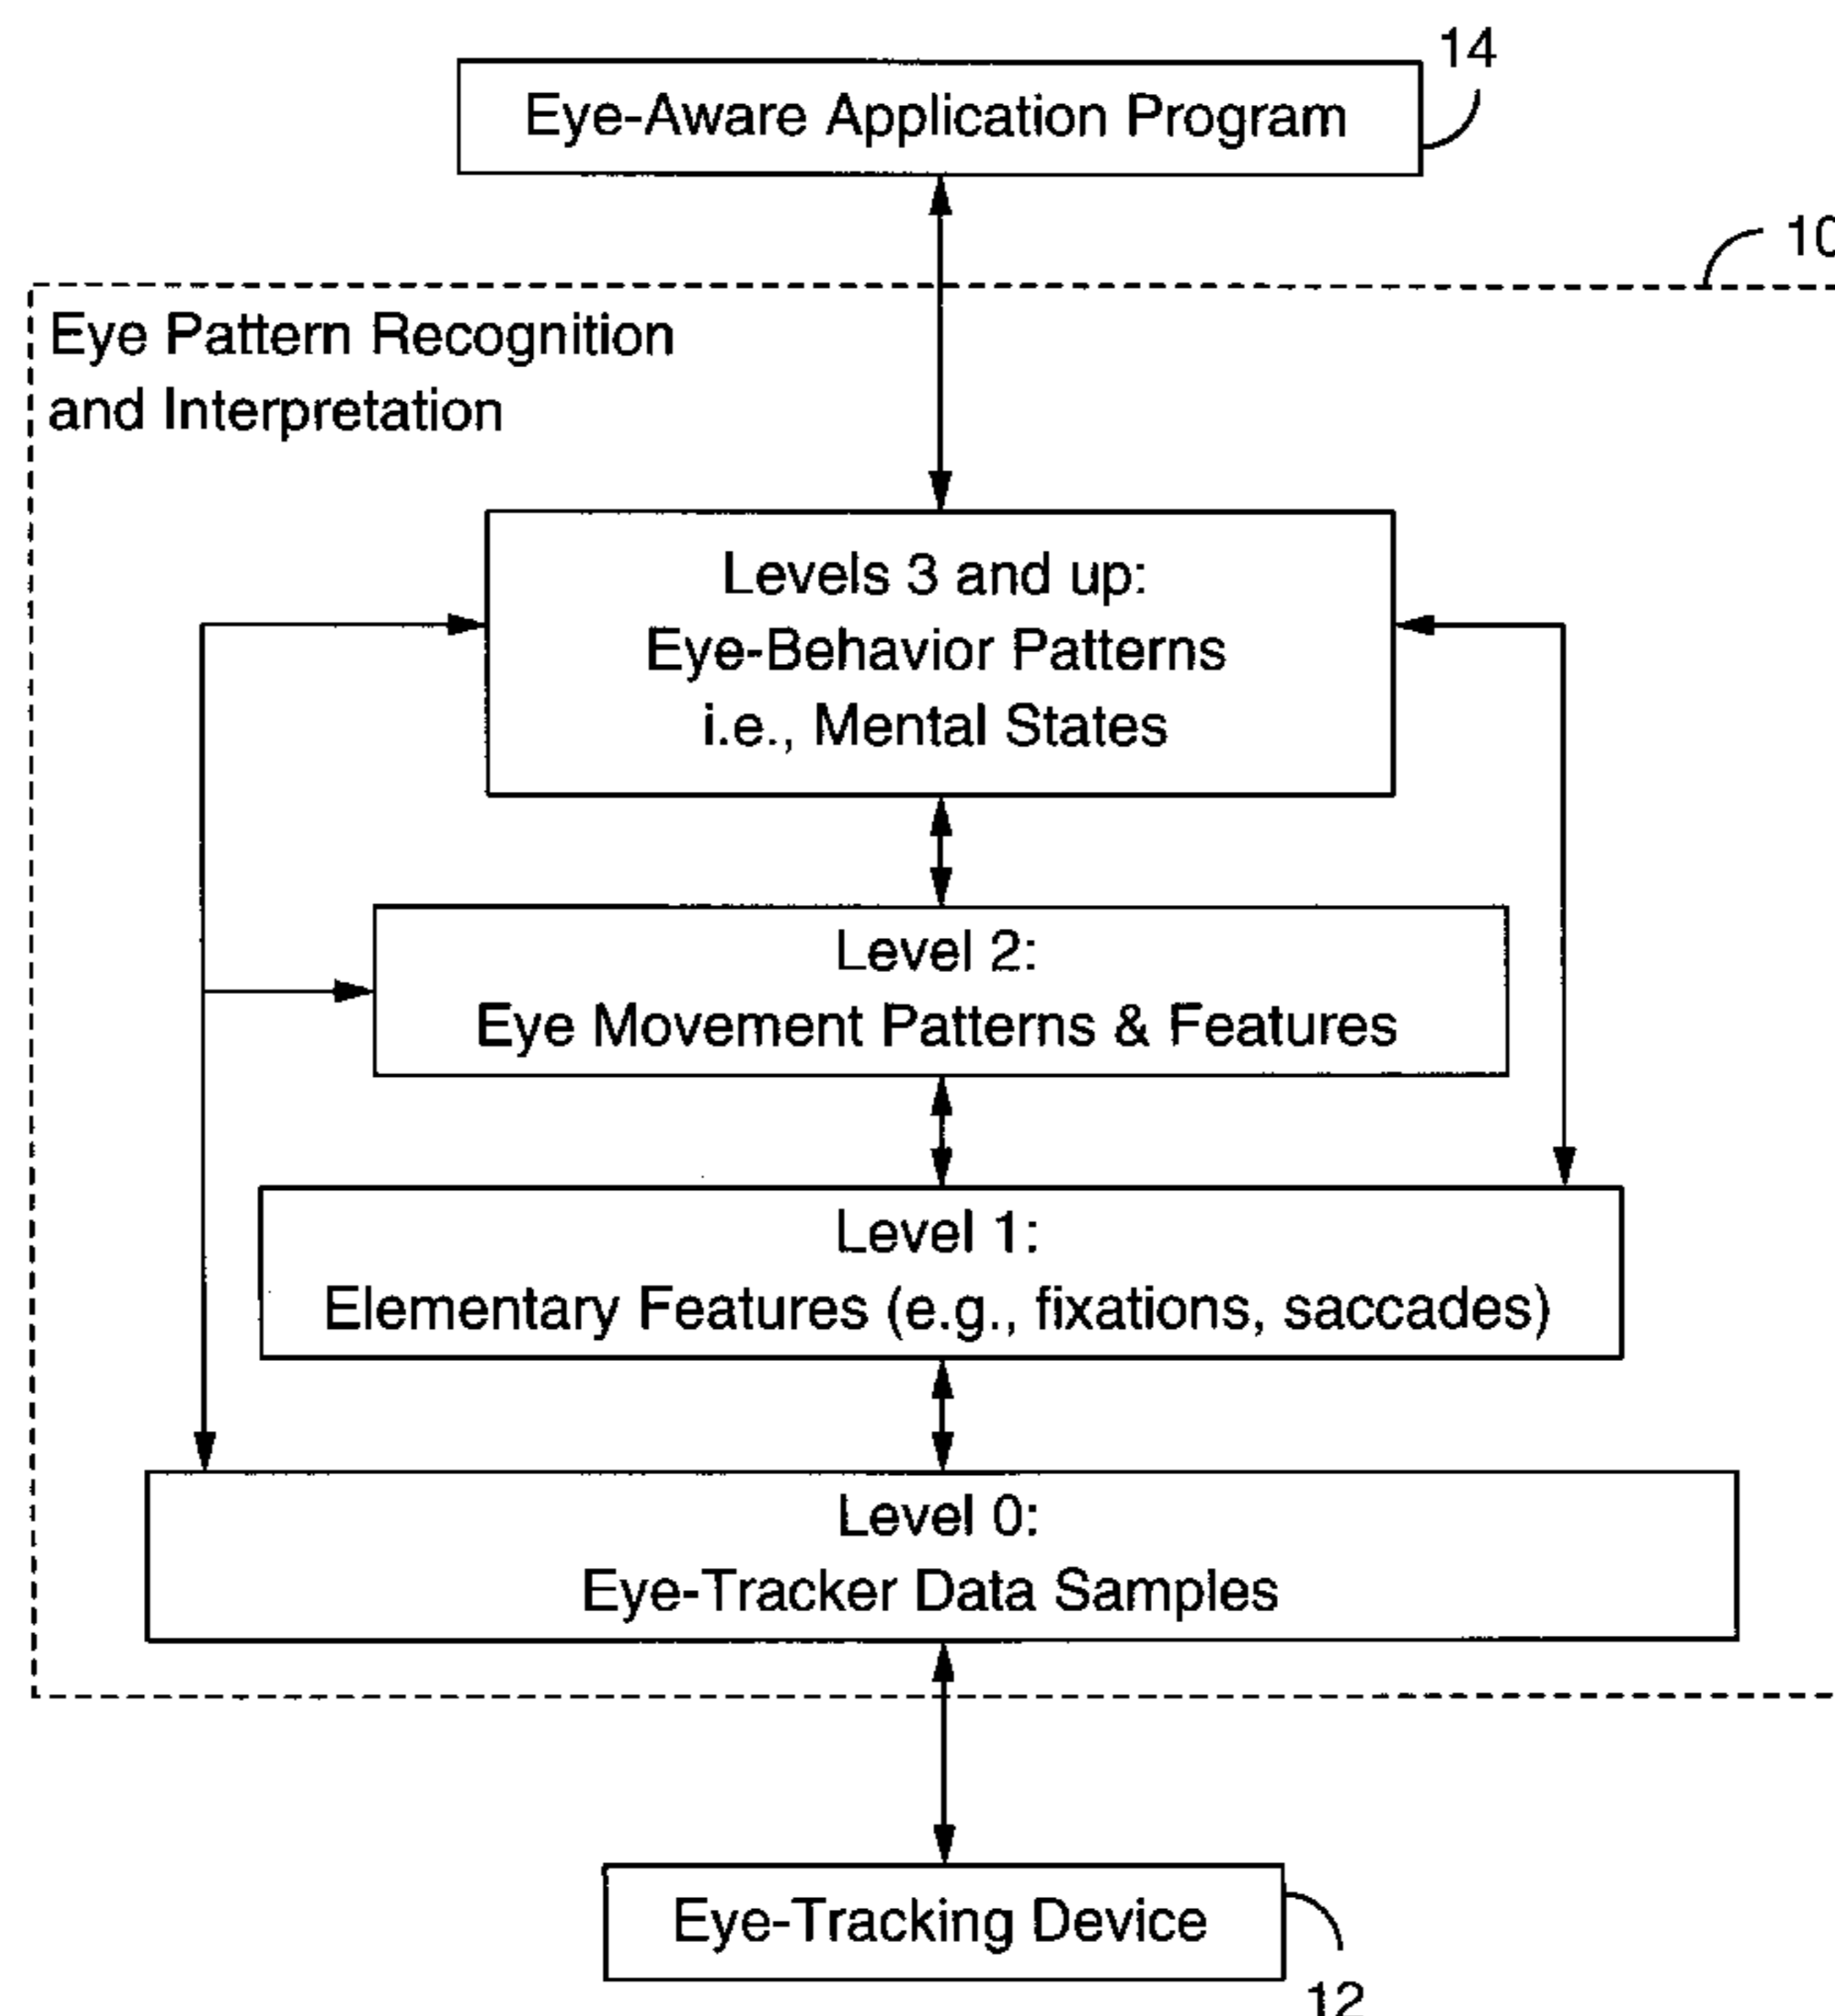 14
Eye-Aware Application Program
10
Eye Pattern Recognition
and Interpretation
Levels 3 and up:
Eye-Behavior Patterns
i.e., Mental States
Level 2:
Eye Movement Patterns & Features
Level 1:
Elementary Features (e.g., fixations, saccades)
Level 0:
Eye-Tracker Data Samples
Eye-Tracking Device
12